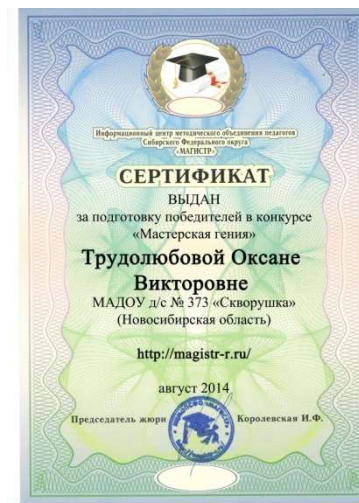 Информационный центр методического объединения педагогов
Сибирского Федерального округа
«МАГИСТР»
СЕРТИФИКАТ
ВЫДАН
за подготовку победителей в конкурсе
«Мастерская гения»
Трудолюбовой Оксане
Викторовне
МАДОУ д/с № 373 «Скворушка»
(Новосибирская область)
http://magistr-r.ru/
август 2014
Председатель жюри
Королевская И.Ф.